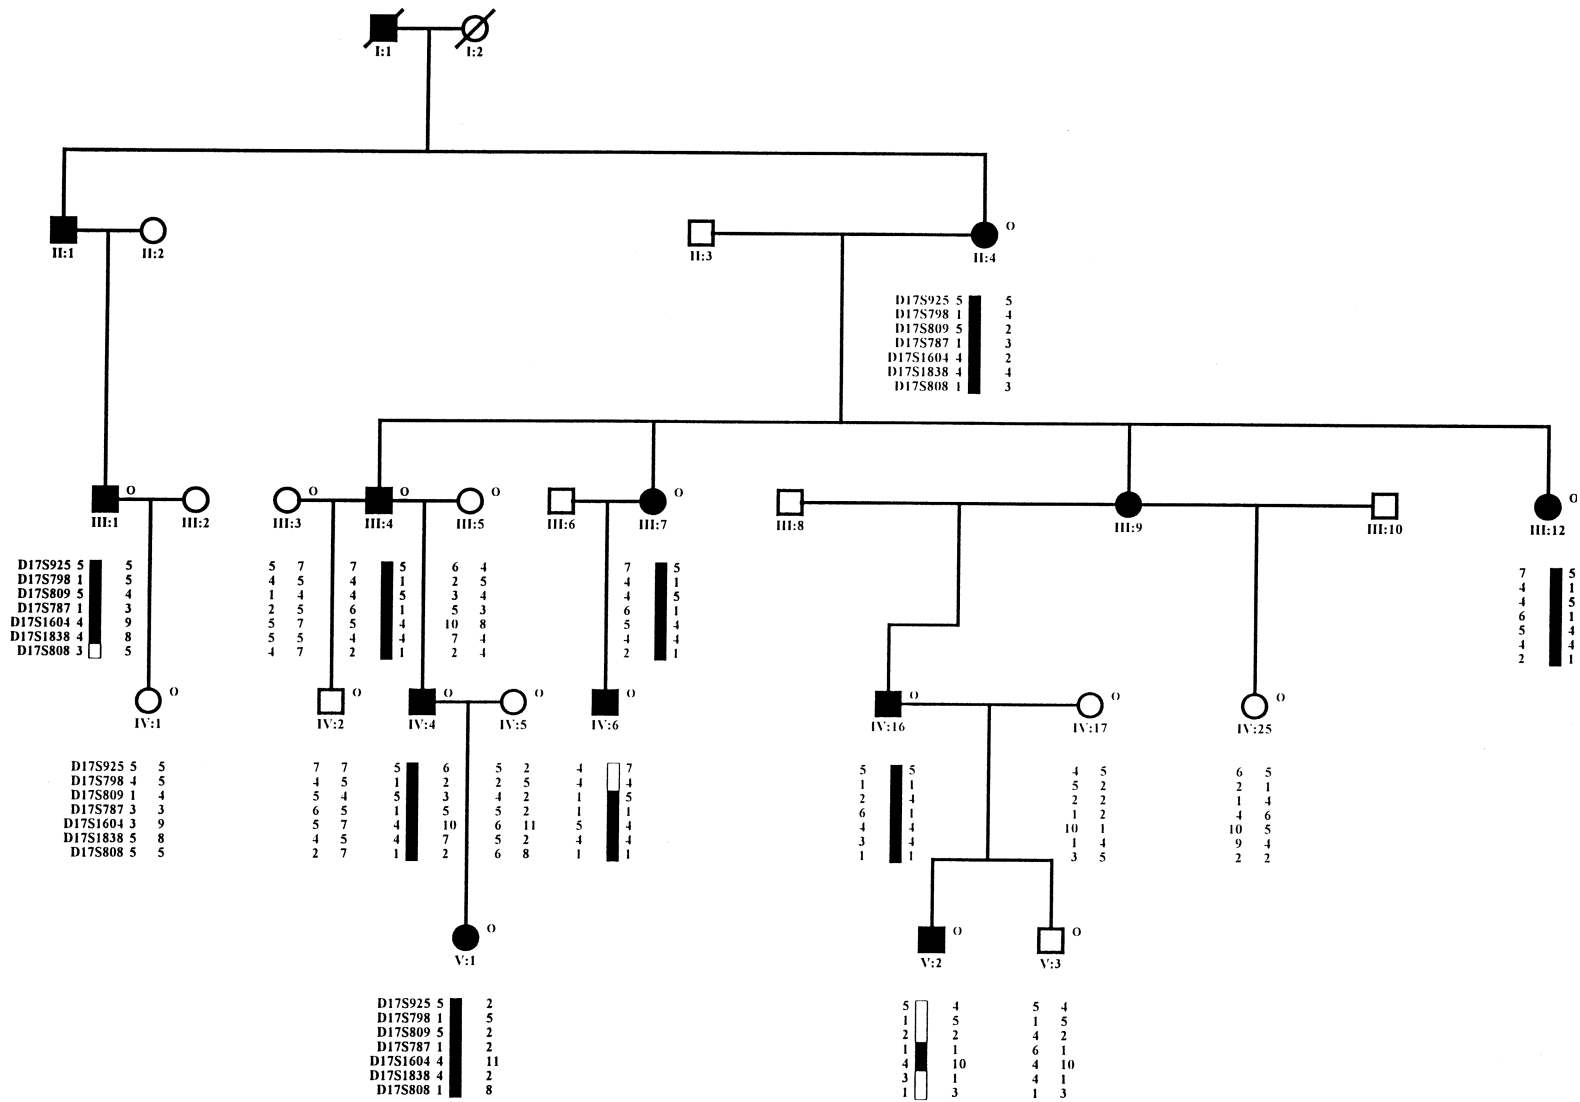 I:1 I:2
O
II:1 II:2 II:3 II:4
D17S925 5 5
D17S798 1 4
D17S809 5 2
D17S787 1 3
D17S1604 4 2
D17S1838 4 4
D17S808 1 3
O O O O O O O
III:1 III:2 III:3 III:4 III:5 III:6 III:7 III:8 III:9 III:10 III:12
D17S925 5 5 5 7 7 5 6 4 7 5 7 5
D17S798 1 5 4 5 4 1 2 5 4 1 4 1
D17S809 5 4 1 4 4 5 3 4 4 5 4 5
D17S787 1 3 2 5 6 1 5 3 6 1 6 1
D17S1604 4 9 5 7 5 4 10 8 5 4 5 4
D17S1838 4 8 5 5 4 4 7 4 4 4 4 4
D17S808 3 5 4 7 2 1 2 4 2 1 2 1
O O O O O O O O
IV:1 IV:2 IV:4 IV:5 IV:6 IV:16 IV:17 IV:25
D17S925 5 5 7 7 5 6 5 2 4 7 5 5 4 5 6 5
D17S798 4 5 4 5 1 2 2 5 4 4 1 1 5 2 2 1
D17S809 1 4 5 4 5 3 4 2 1 5 2 4 2 2 1 4
D17S787 3 3 6 5 1 5 5 2 1 1 6 1 1 2 4 6
D17S1604 3 9 5 7 4 10 6 11 5 4 4 4 10 1 10 5
D17S1838 5 8 4 5 4 7 5 2 4 4 3 4 1 4 9 4
D17S808 5 5 2 7 1 2 6 8 1 1 1 1 3 5 2 2
O O O
V:1 V:2 V:3
D17S925 5 2 5 4 5 4
D17S798 1 5 1 5 1 5
D17S809 5 2 2 2 4 2
D17S787 1 2 1 1 6 1
D17S1604 4 11 4 10 4 10
D17S1838 4 2 3 1 4 1
D17S808 1 8 1 3 1 3